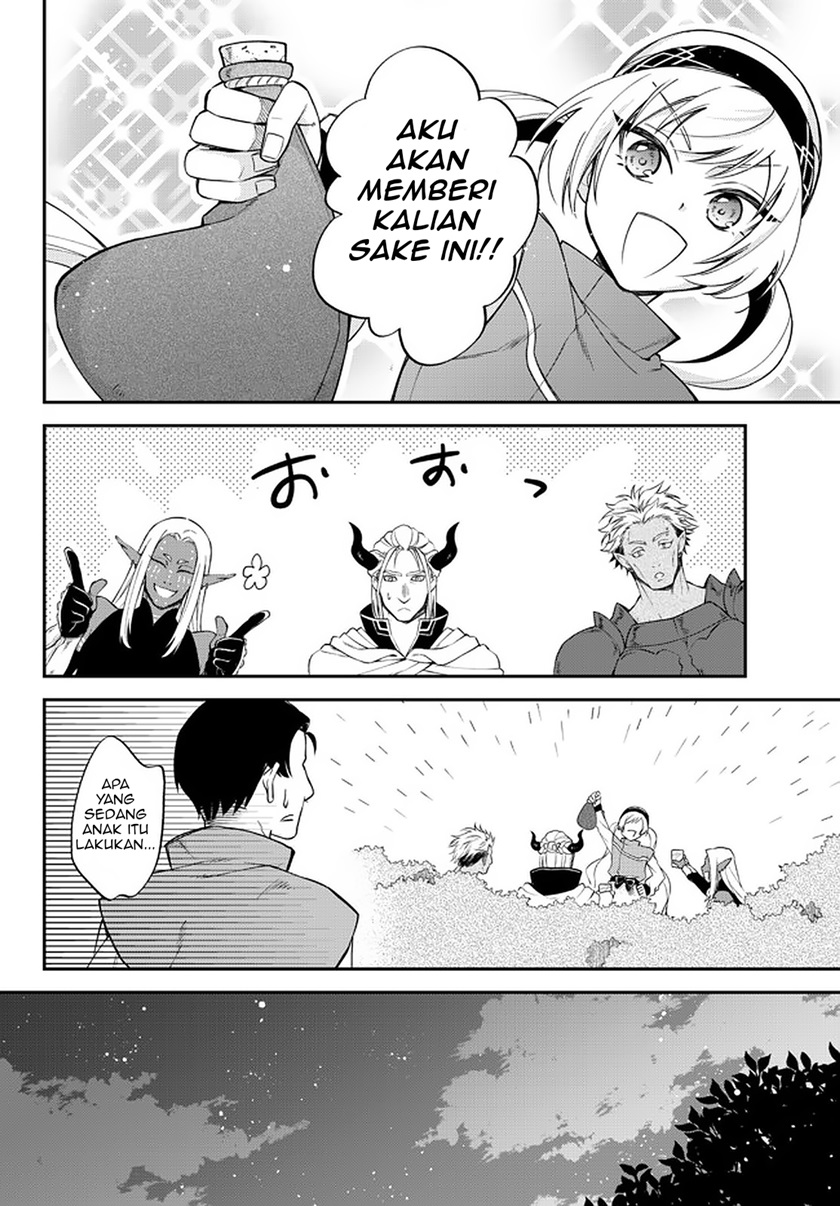 AKU
AKAN
MEMBERI
KALIAN
SAKE INI!!
お おっ
APA
YANG
SEDANG
ANAK ITU
LAKUKAN...